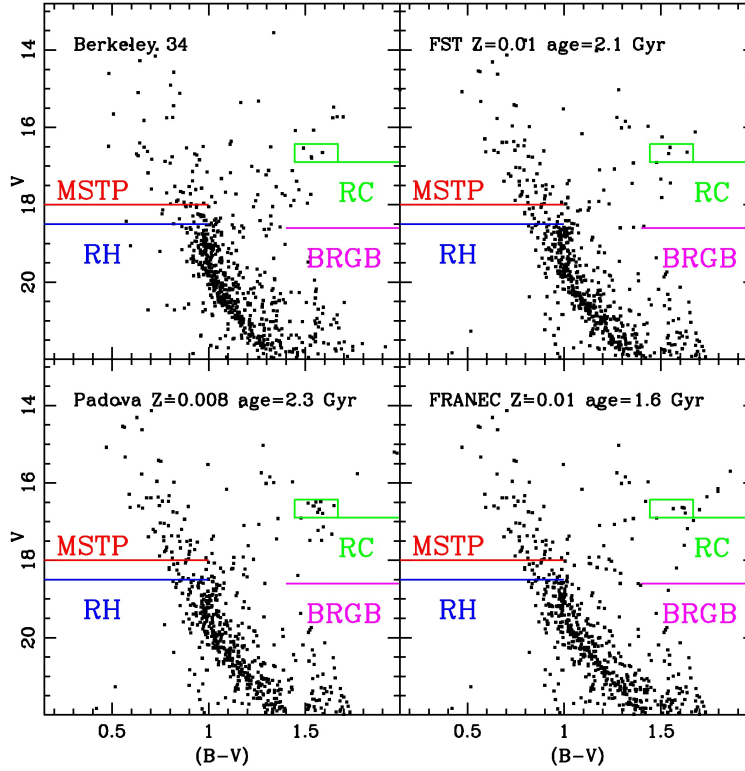 Berkeley 34
FST Z=0.01 age=2.1 Gyr
14
16
18
20
V
MSTP
RH
RC
BRGB
MSTP
RH
RC
BRGB
Padova Z=0.008 age=2.3 Gyr
FRANEC Z=0.01 age=1.6 Gyr
14
16
18
20
V
MSTP
RH
RC
BRGB
MSTP
RH
RC
BRGB
0.5 1 1.5
0.5 1 1.5
(B-V)
(B-V)